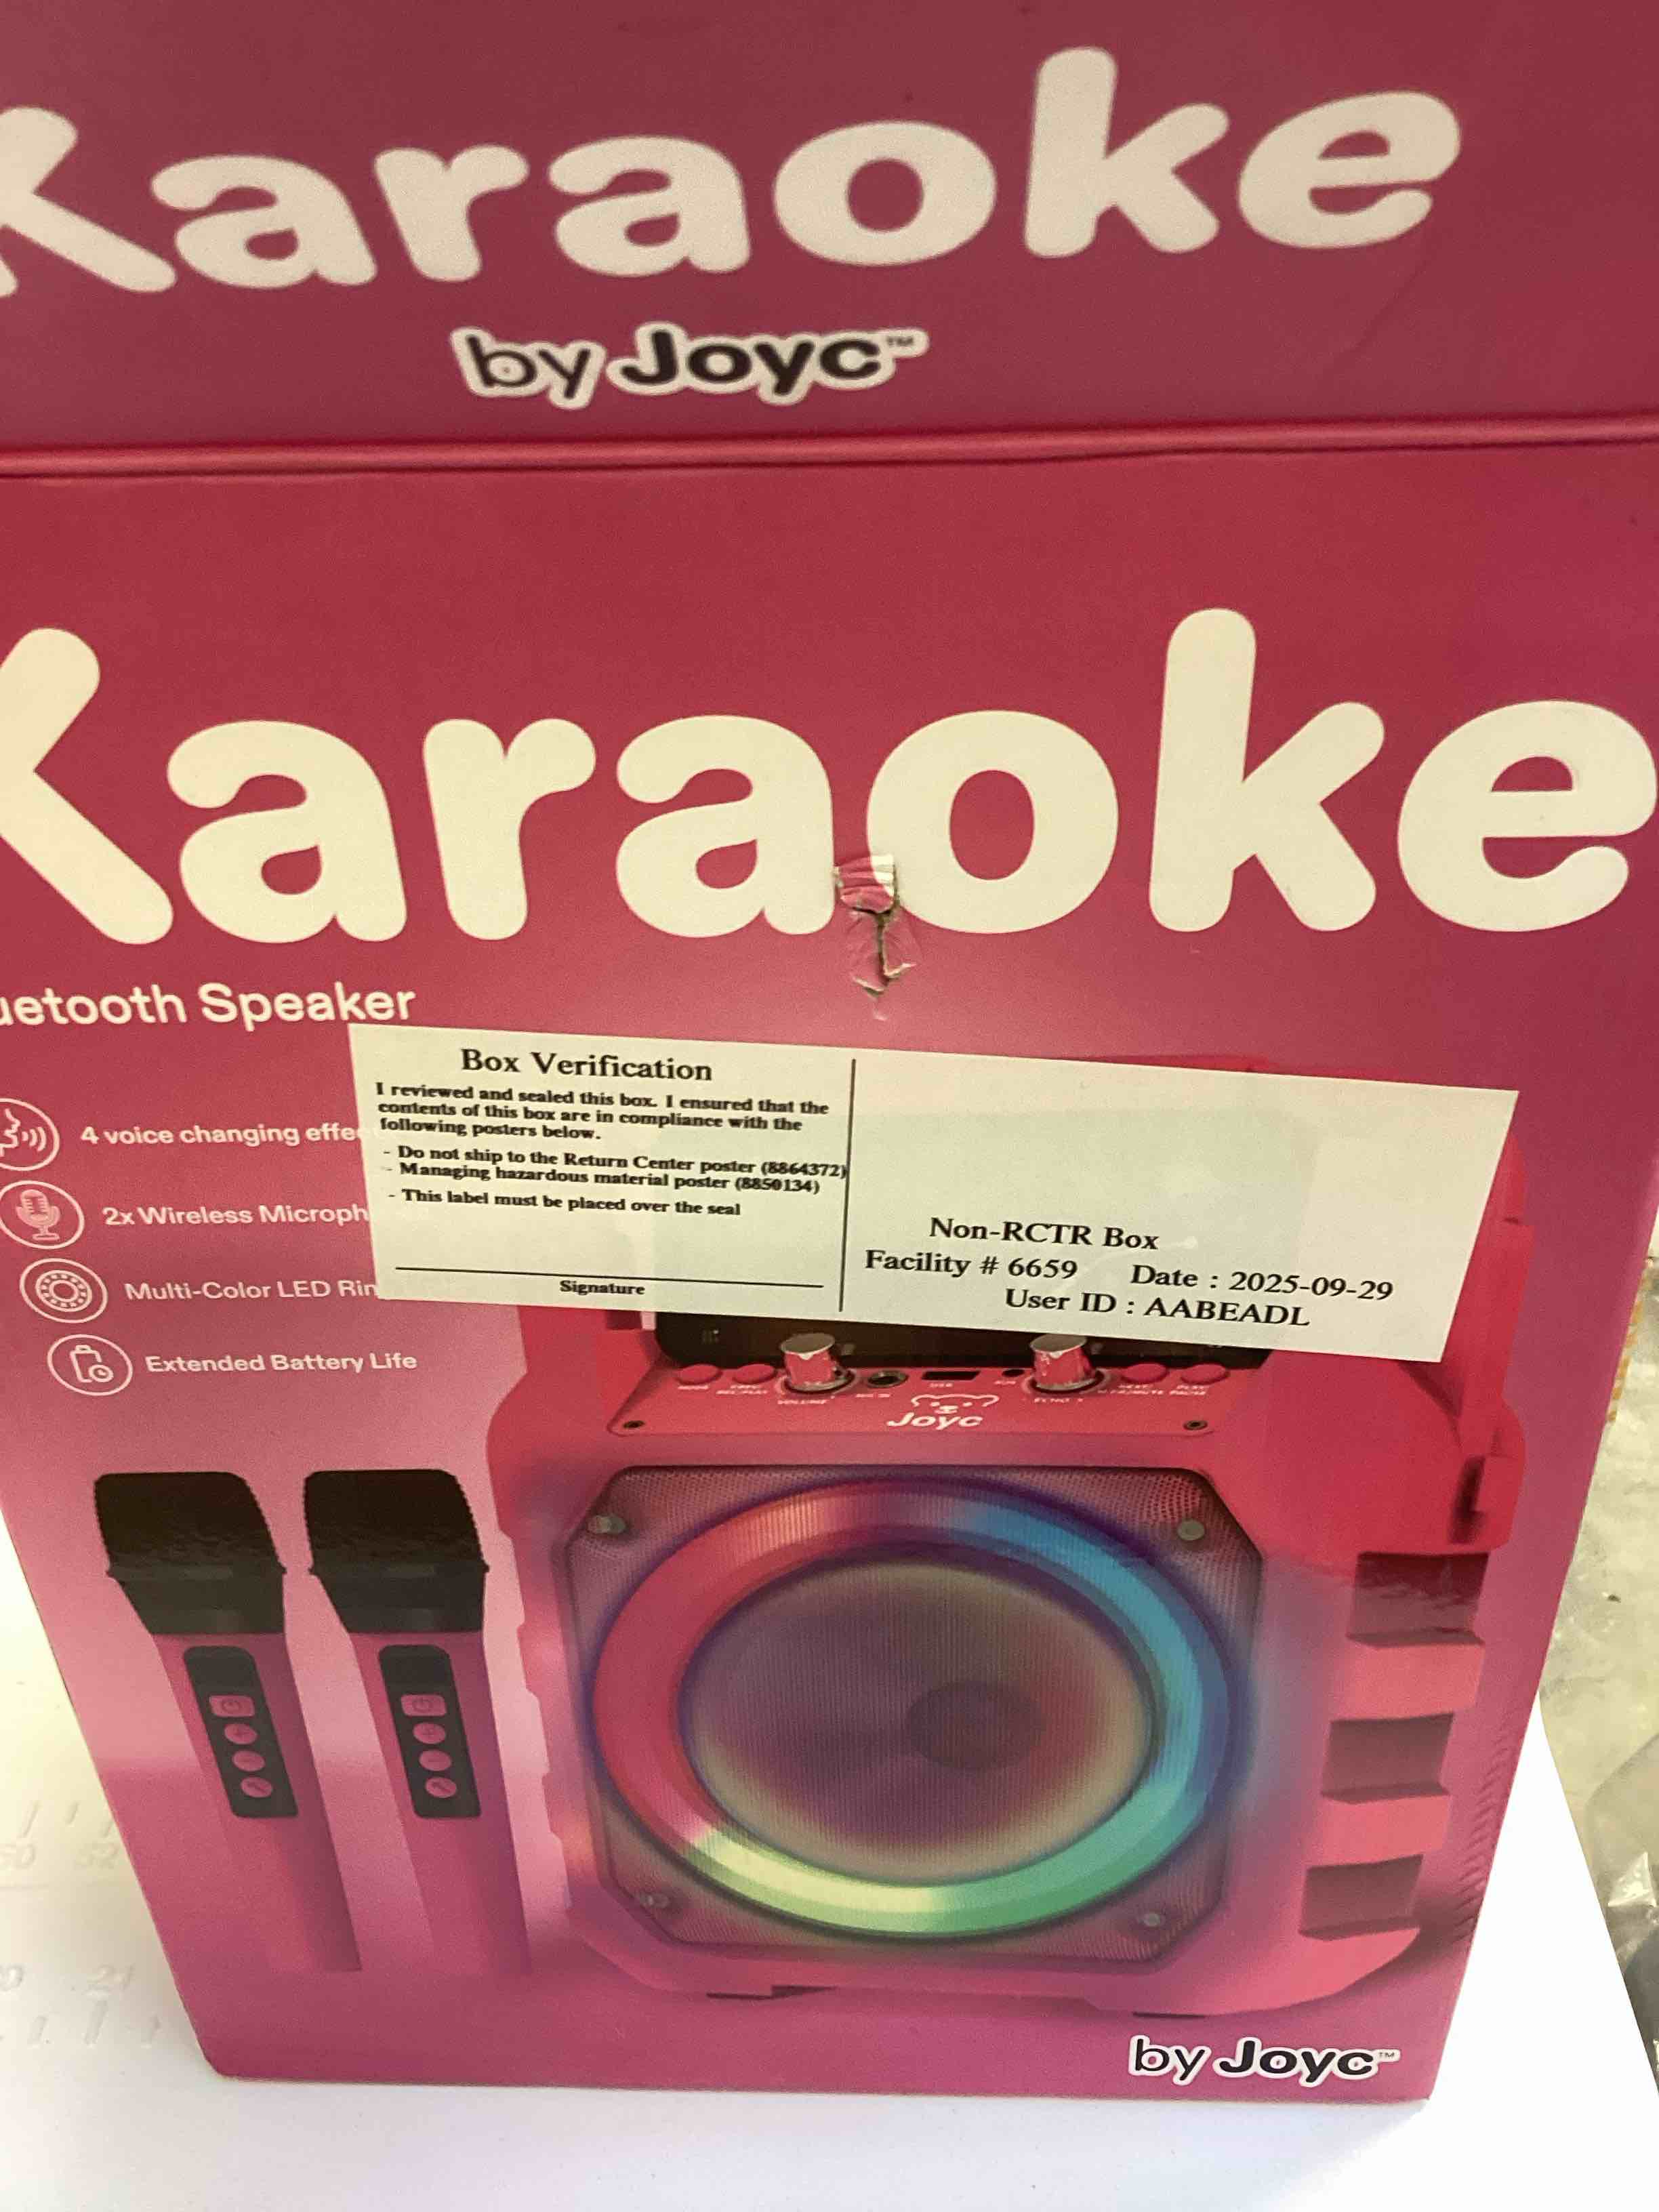 Karaoke
by Joyc™
Karaoke
uetooth Speaker
Box Verification
I reviewed and sealed this box. I ensured that the
contents of this box are in compliance with the
following posters below.
- Do not ship to the Return Center poster (8864372)
- Managing hazardous material poster (8850134)
- This label must be placed over the seal
Signature
Non-RCTR Box
Facility # 6659 Date : 2025-09-29
User ID : AABEADL
4 voice changing effe
2x Wireless Microph
Multi-Color LED Rin
Extended Battery Life
Joyc
by Joyc™